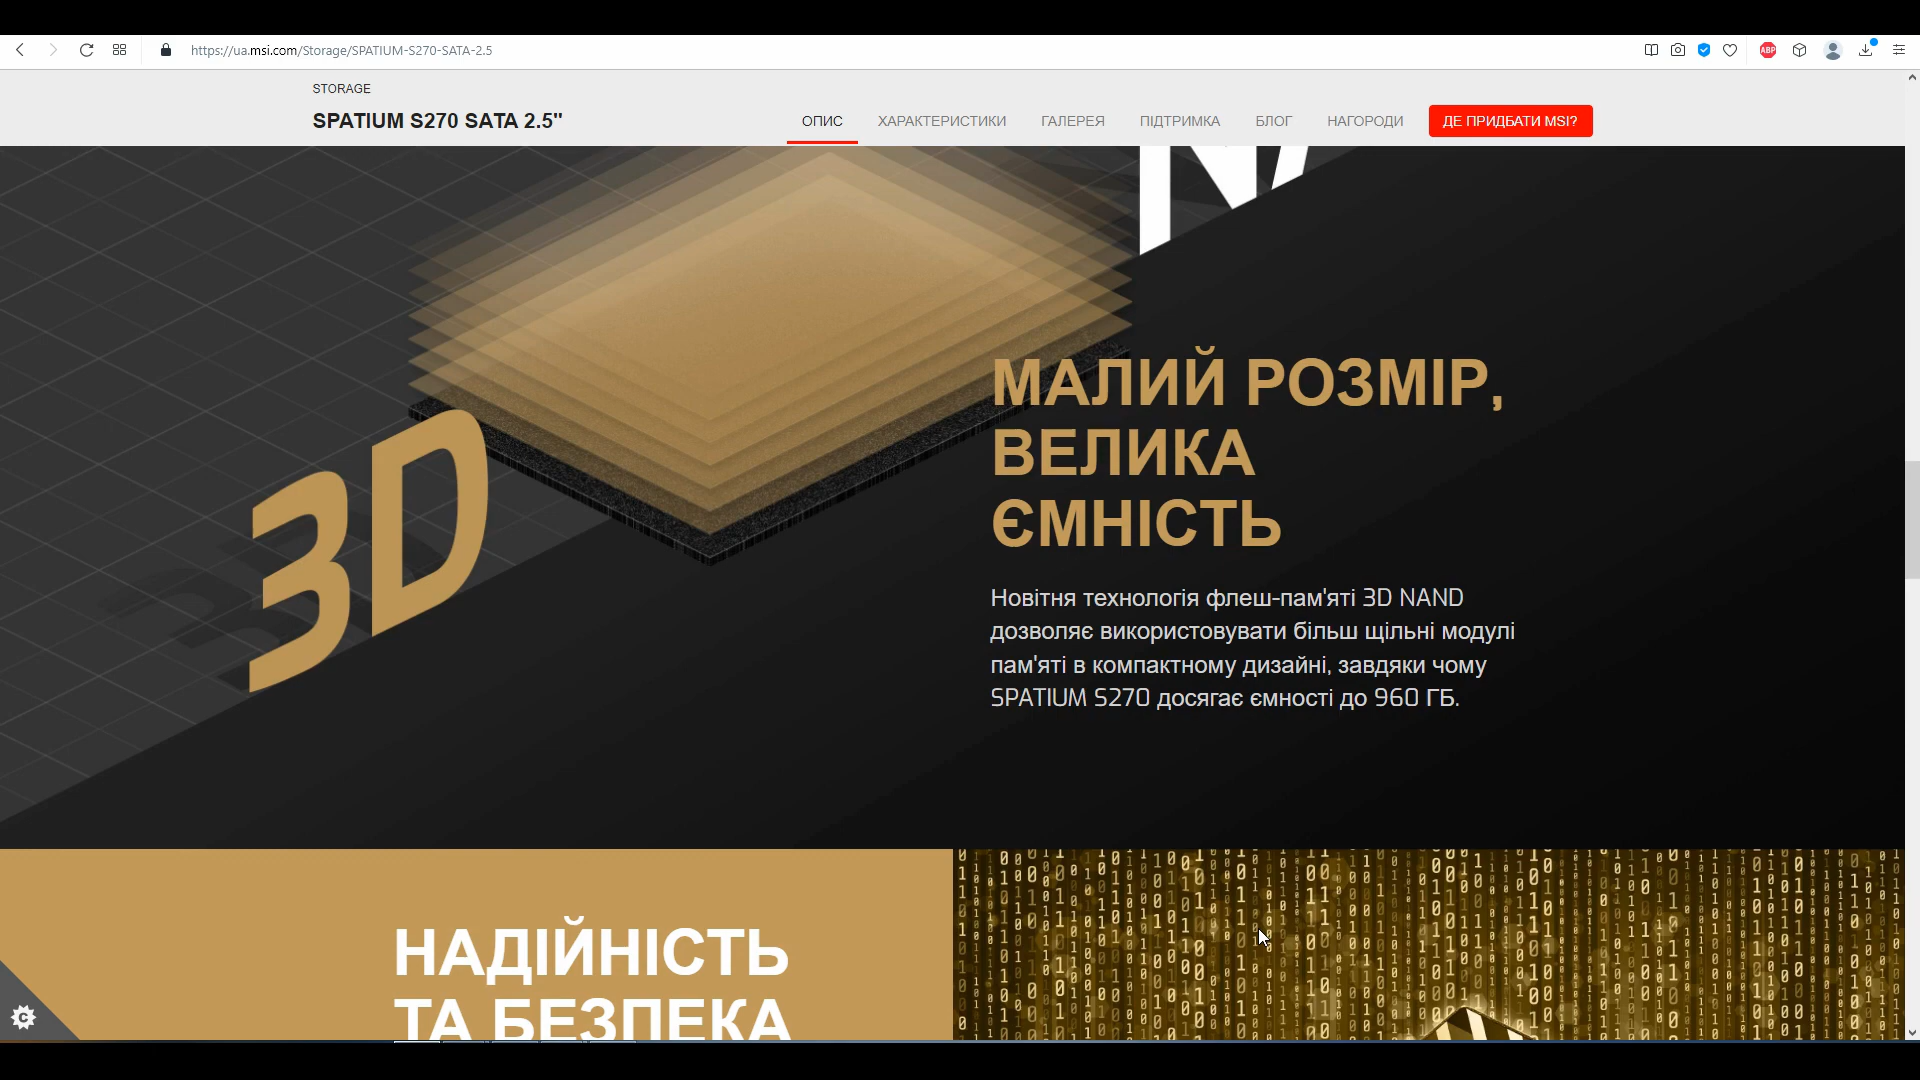 https://ua.msi.com/Storage/SPATIUM-S270-SATA-2.5
ABP
STORAGE
SPATIUM S270 SATA 2.5"
ОПИС ХАРАКТЕРИСТИКИ ГАЛЕРЕЯ ПІДТРИМКА БЛОГ НАГОРОДИ ДЕ ПРИДБАТИ MSI?
3D
МАЛИЙ РОЗМІР,
ВЕЛИКА
ЄМНІСТЬ
Новітня технологія флеш-пам'яті 3D NAND
дозволяє використовувати більш щільні модулі
пам'яті в компактному дизайні, завдяки чому
SPATIUM S270 досягає ємності до 960 ГБ.
НАДІЙНІСТЬ
ТА БЕЗПЕКА